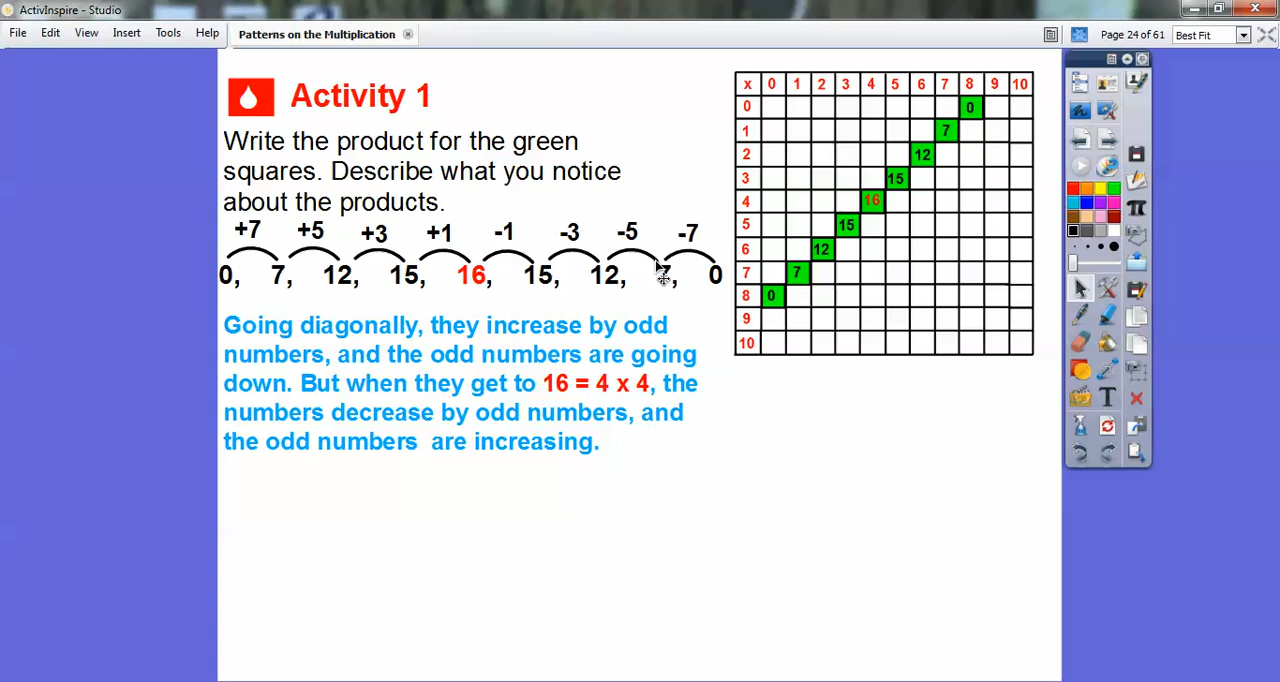 ActivInspire - Studio
File Edit View Insert Tools Help Patterns on the Multiplication Page 24 of 61 Best Fit
Activity 1
Write the product for the green
squares. Describe what you notice
about the products.
+7 +5 +3 +1 -1 -3 -5 -7
0, 7, 12, 15, 16, 15, 12, 7, 0
Going diagonally, they increase by odd
numbers, and the odd numbers are going
down. But when they get to 16 = 4 x 4, the
numbers decrease by odd numbers, and
the odd numbers are increasing.
x 0 1 2 3 4 5 6 7 8 9 10
0 0
1 7
2 12
3 15
4 16
5 15
6 12
7 7
8 0
9
10